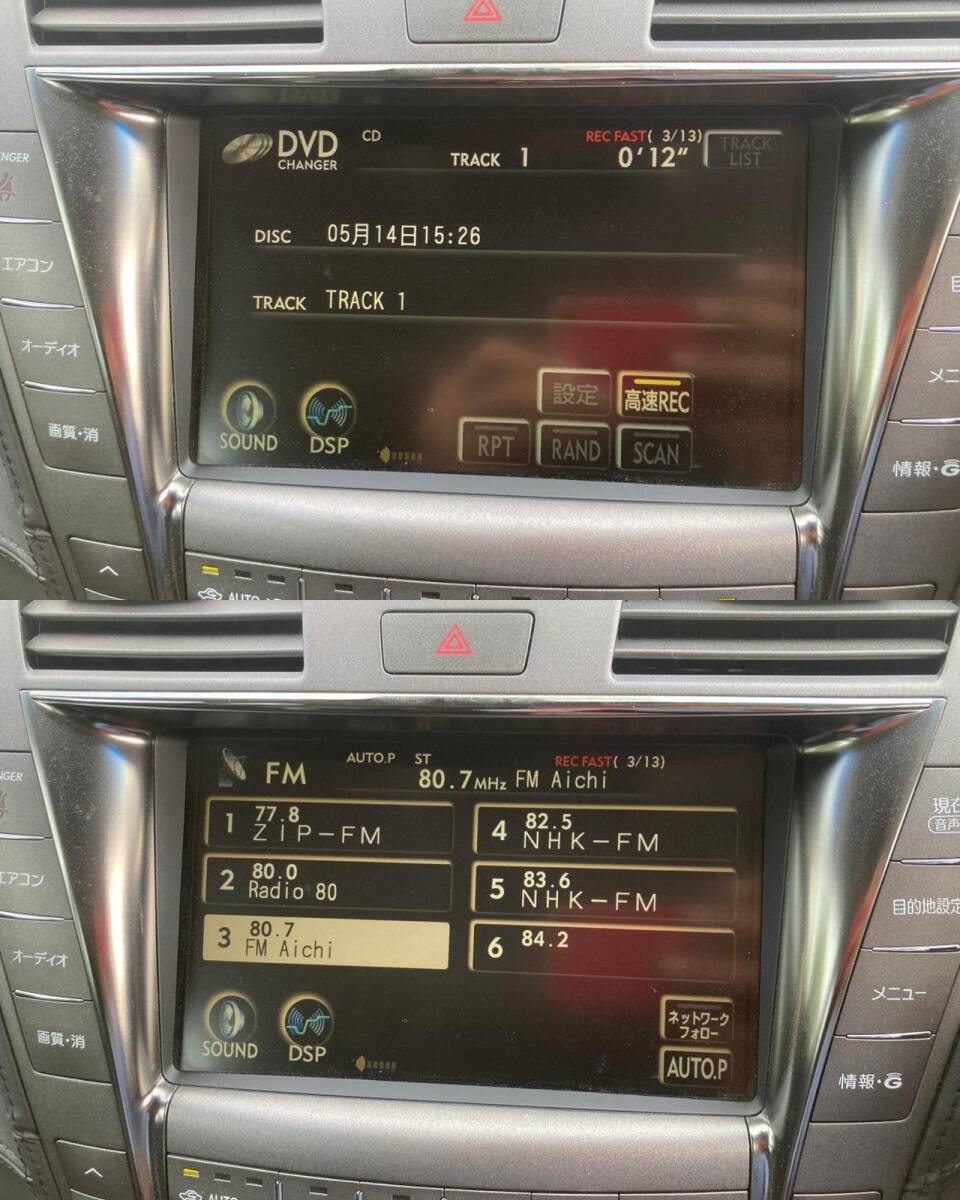 DVD CD REC FAST( 3/13) TRACK
CHANGER TRACK 1 0'12" LIST
NGER
DISC 05月14日15:26
エアコン
TRACK TRACK 1
オーディオ
メニ
設定 高速REC
画質・消
SOUND DSP RPT RAND SCAN
情報・G
AUTO
AUTO.P ST REC FAST( 3/13)
FM 80.7MHz FM Aichi
NGER
1 77.8 ZIP-FM
4 82.5 NHK-FM
現在
音声
2 80.0 Radio 80
5 83.6 NHK-FM
エアコン
目的地設定
3 80.7 FM Aichi
6 84.2
オーディオ
メニュー
ネットワーク
フォロー
画質・消
SOUND DSP AUTO.P
情報・G
AUTO